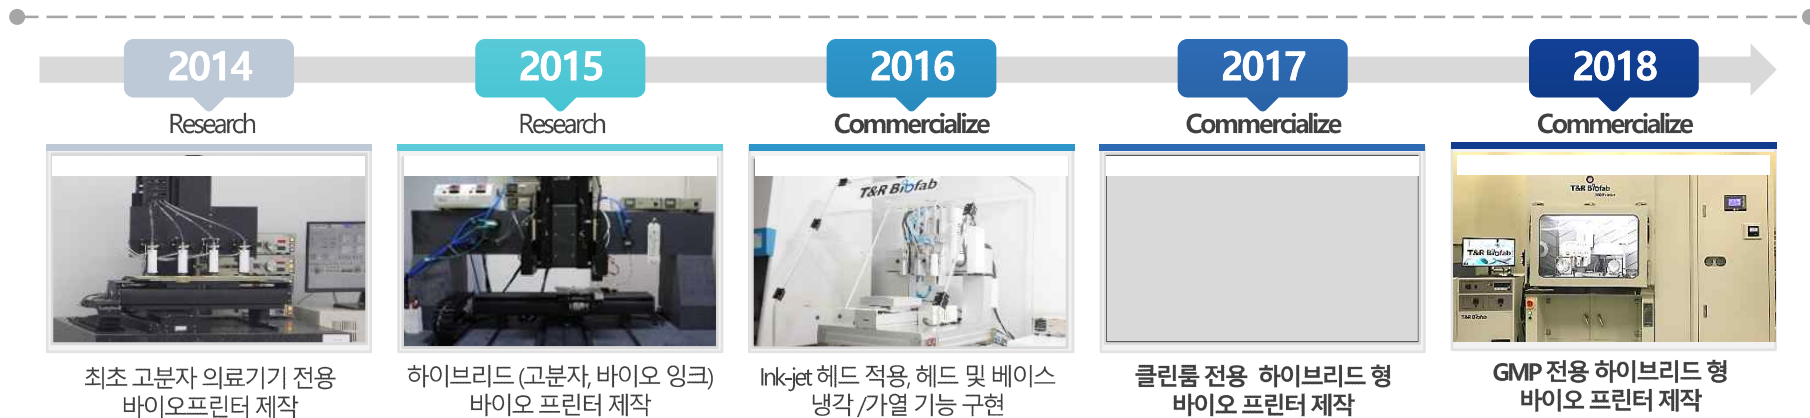 2014
2015
2016
2017
2018
Research
Research
Commercialize
Commercialize
Commercialize
T&R Biofab
T&R Biofab
T&R Biofab
T&R Biofab
최초 고분자 의료기기 전용
바이오프린터 제작
하이브리드 (고분자, 바이오 잉크)
바이오 프린터 제작
Ink-jet 헤드 적용, 헤드 및 베이스
냉각 /가열 기능 구현
클린룸 전용 하이브리드 형
바이오 프린터 제작
GMP 전용 하이브리드 형
바이오 프린터 제작